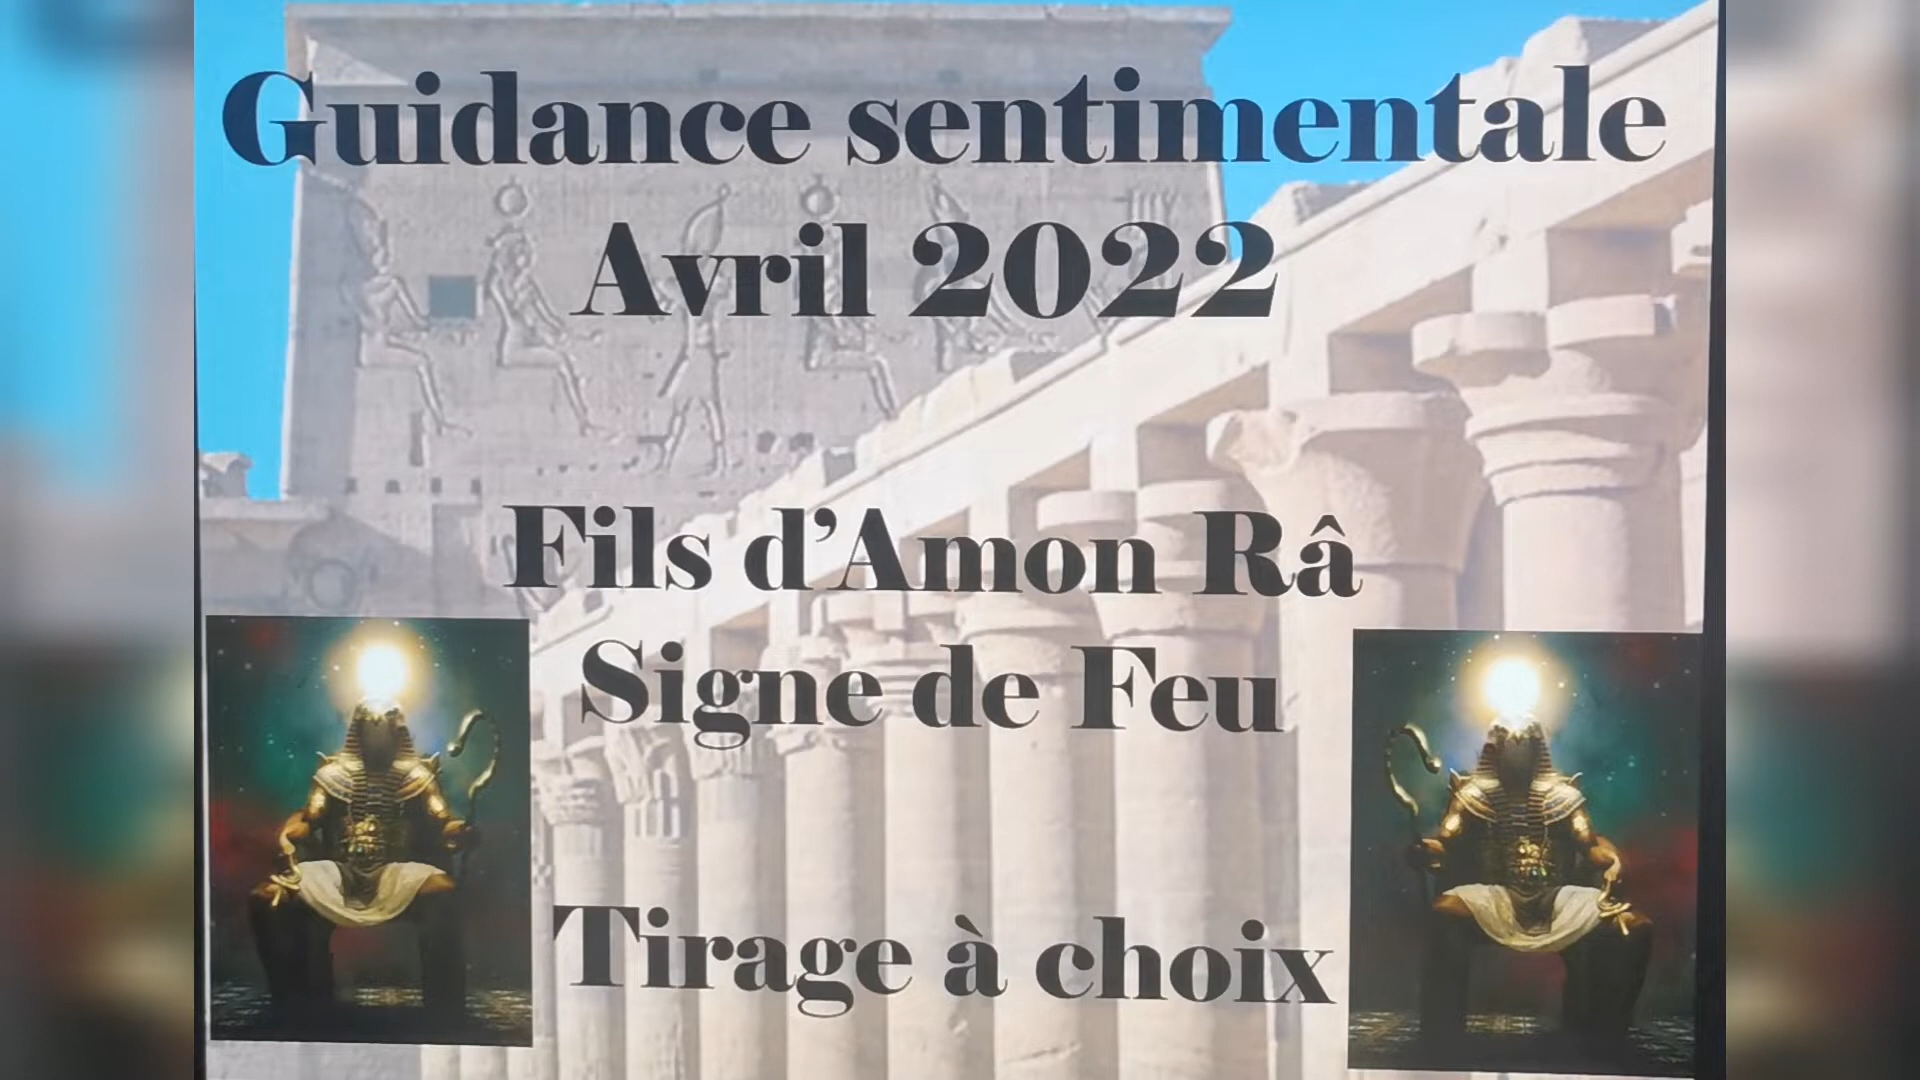 Guidance sentimentale
Avril 2022
Fils d’Amon Râ
Signe de Feu
Tirage à choix